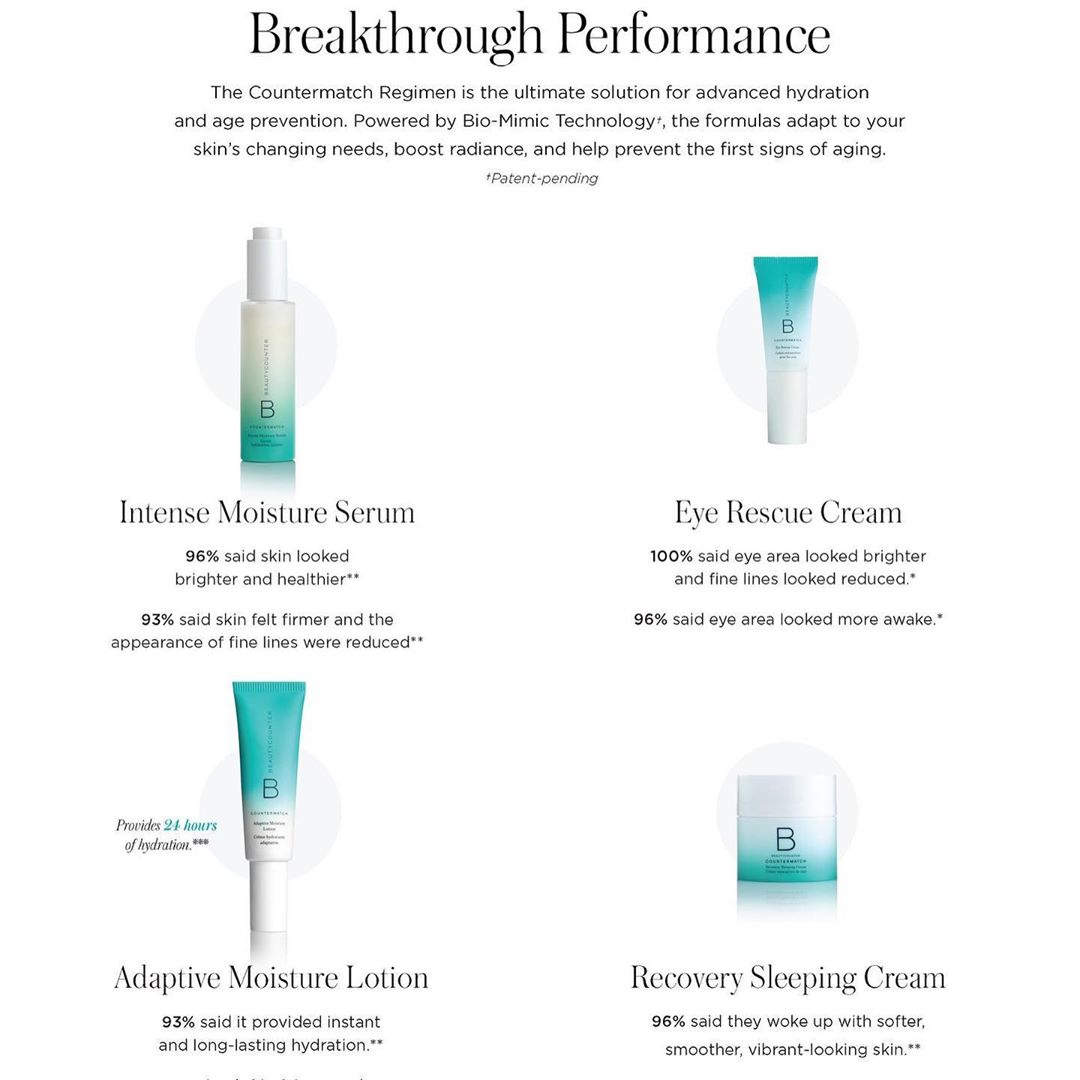 Breakthrough Performance
The Countermatch Regimen is the ultimate solution for advanced hydration
and age prevention. Powered by Bio-Mimic Technology†, the formulas adapt to your
skin's changing needs, boost radiance, and help prevent the first signs of aging.
†Patent-pending
BEAUTYCOUNTER
B
COUNTERMATCH
Intense Moisture Serum
96% said skin looked
brighter and healthier**
93% said skin felt firmer and the
appearance of fine lines were reduced**
BEAUTYCOUNTER
B
COUNTERMATCH
Eye Rescue Cream
Eye Rescue Cream
100% said eye area looked brighter
and fine lines looked reduced.*
96% said eye area looked more awake.*
Provides 24 hours
of hydration.***
BEAUTYCOUNTER
B
COUNTERMATCH
Adaptive Moisture
Lotion
Crème hydratante
adaptative
Adaptive Moisture Lotion
93% said it provided instant
and long-lasting hydration.**
B
BEAUTYCOUNTER
COUNTERMATCH
Recovery Sleeping Cream
Recovery Sleeping Cream
96% said they woke up with softer,
smoother, vibrant-looking skin.**